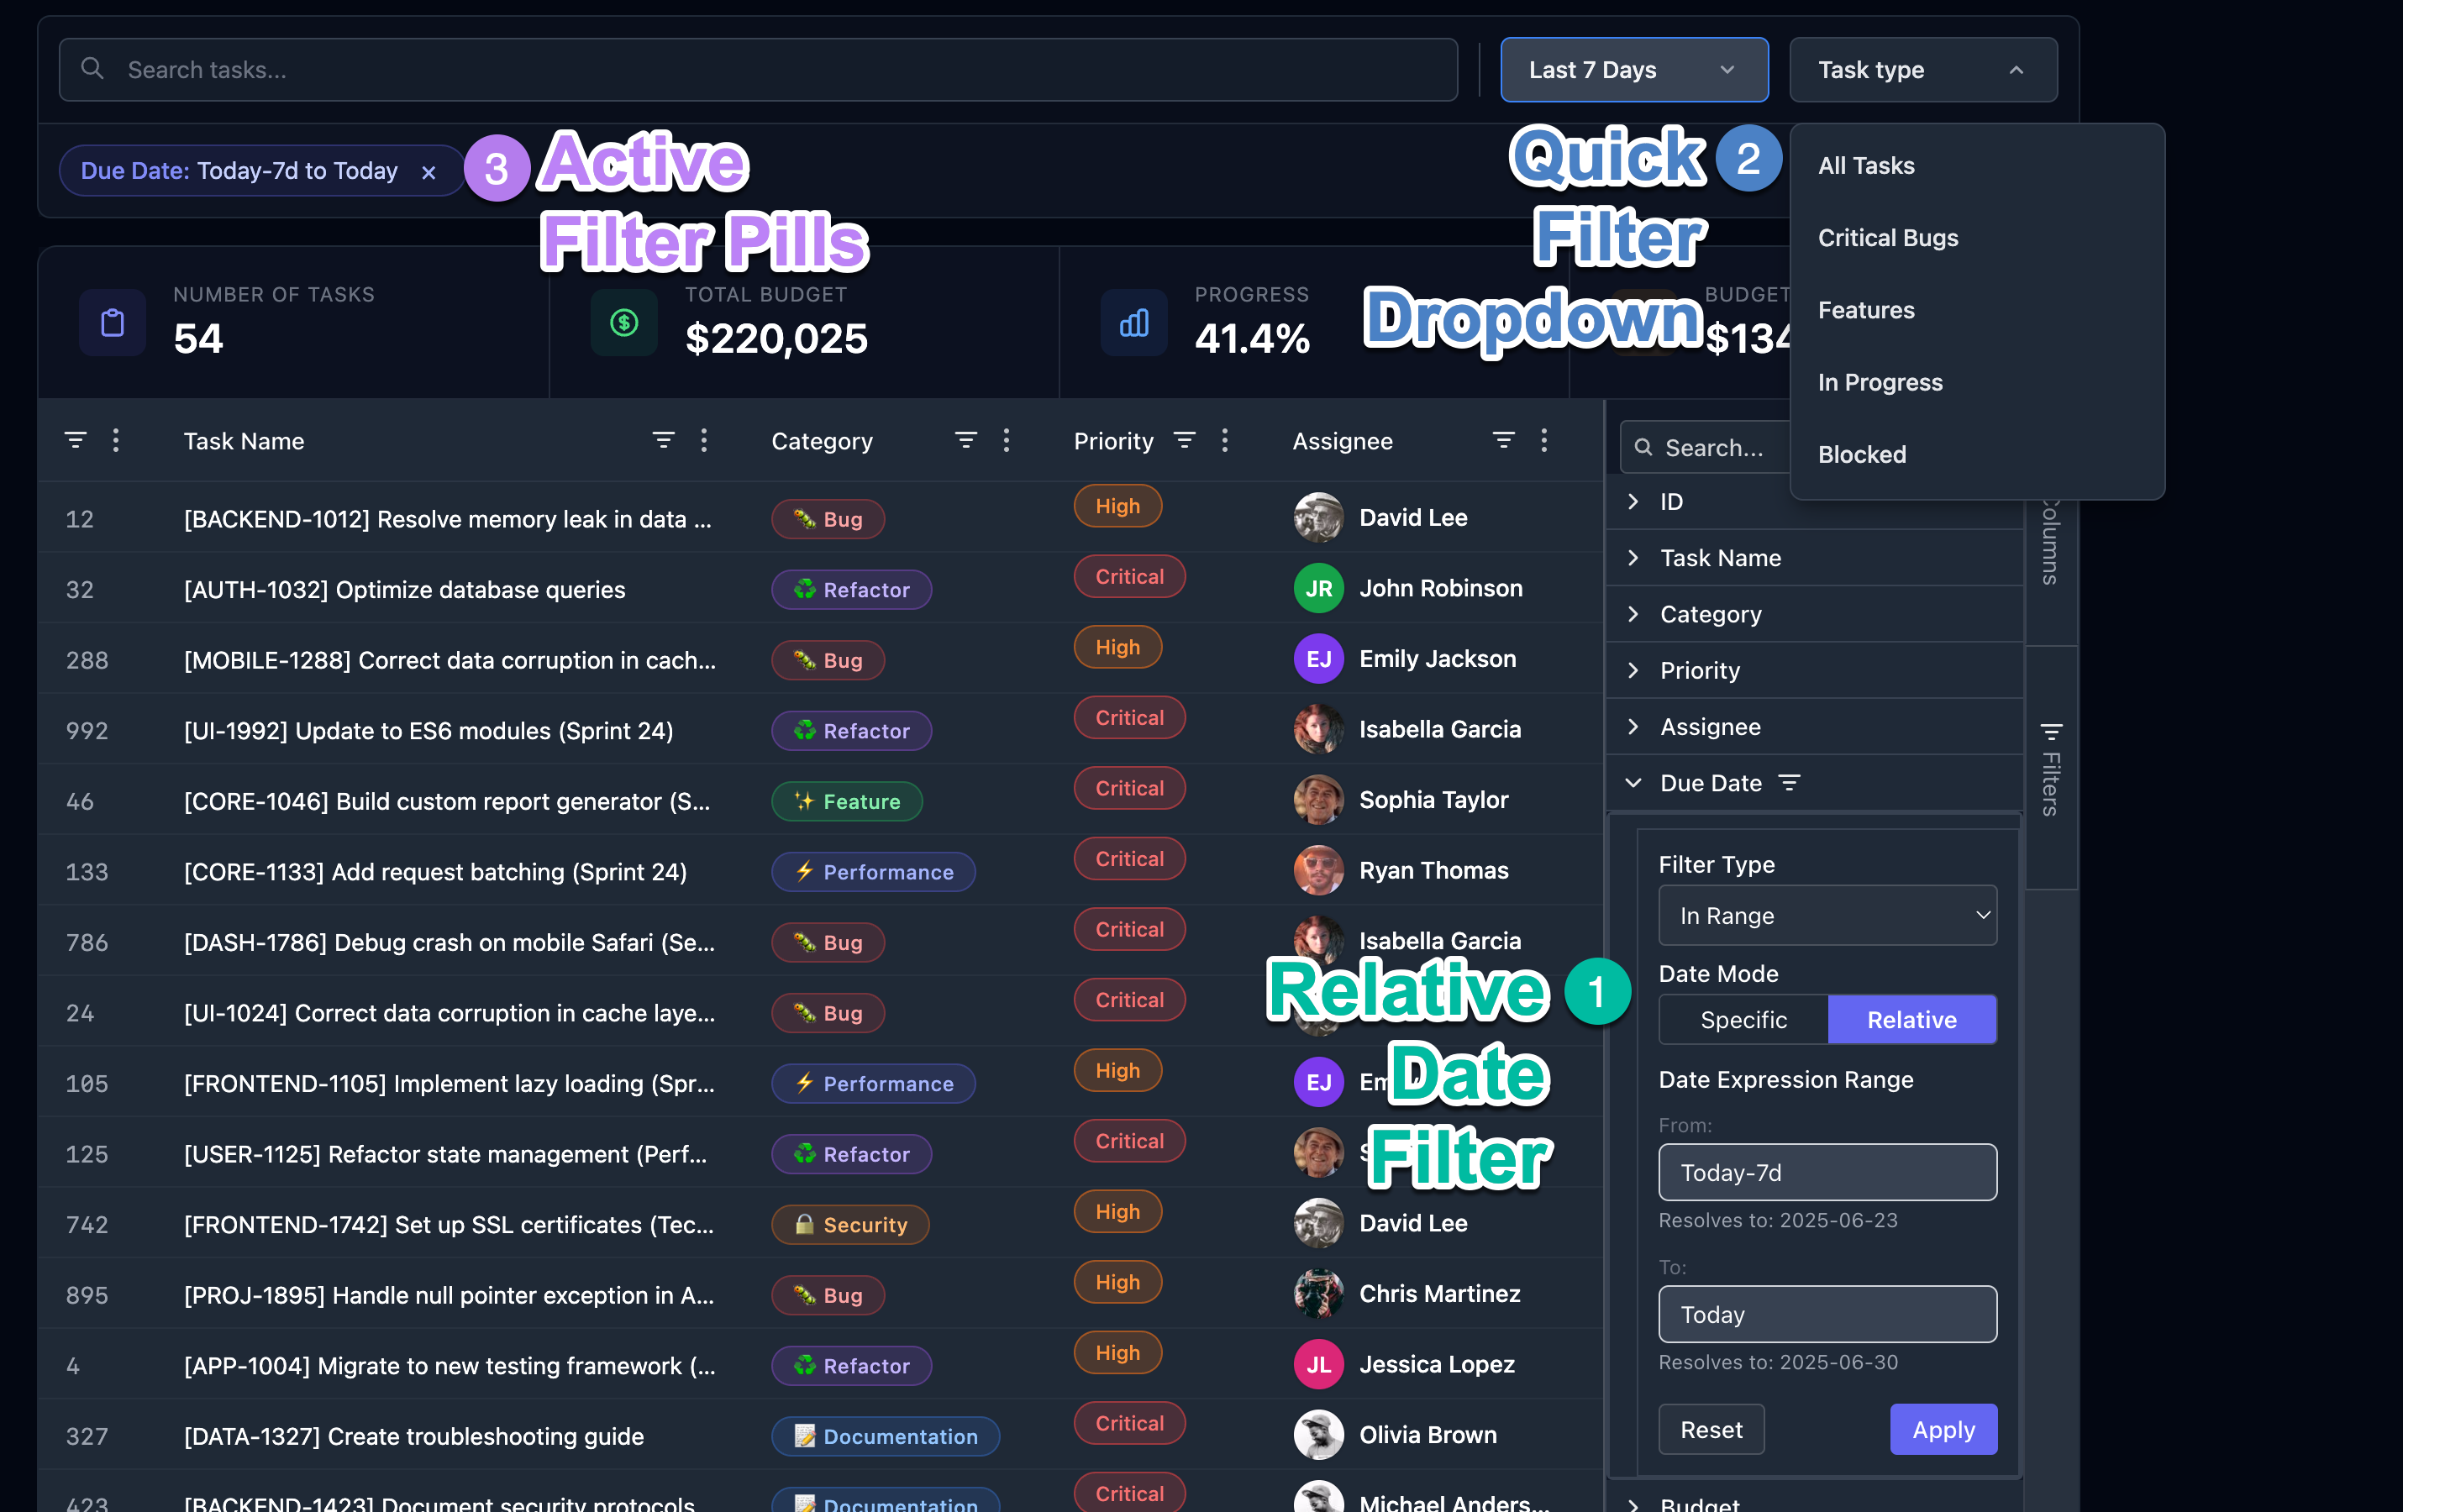 Search tasks...
Last 7 Days
Task type
Due Date: Today-7d to Today ×
3 Active
Filter Pills
Quick 2
Filter
Dropdown
All Tasks
Critical Bugs
Features
In Progress
Blocked
NUMBER OF TASKS
54
TOTAL BUDGET
$220,025
PROGRESS
41.4%
BUDGET
$134
Task Name Category Priority Assignee
12 [BACKEND-1012] Resolve memory leak in data ... Bug High David Lee
32 [AUTH-1032] Optimize database queries Refactor Critical JR John Robinson
288 [MOBILE-1288] Correct data corruption in cach... Bug High EJ Emily Jackson
992 [UI-1992] Update to ES6 modules (Sprint 24) Refactor Critical Isabella Garcia
46 [CORE-1046] Build custom report generator (S... Feature Critical Sophia Taylor
133 [CORE-1133] Add request batching (Sprint 24) Performance Critical Ryan Thomas
786 [DASH-1786] Debug crash on mobile Safari (Se... Bug Critical Isabella Garcia
24 [UI-1024] Correct data corruption in cache laye... Bug Critical
105 [FRONTEND-1105] Implement lazy loading (Spr... Performance High EJ
125 [USER-1125] Refactor state management (Perf... Refactor Critical
742 [FRONTEND-1742] Set up SSL certificates (Tec... Security High David Lee
895 [PROJ-1895] Handle null pointer exception in A... Bug High Chris Martinez
4 [APP-1004] Migrate to new testing framework (... Refactor High JL Jessica Lopez
327 [DATA-1327] Create troubleshooting guide Documentation Critical Olivia Brown
423 [BACKEND-1423] Document security protocols Documentation Critical Michael Anders...
Relative 1
Date
Filter
Search...
ID
Task Name
Category
Priority
Assignee
Due Date
Filter Type
In Range
Date Mode
Specific Relative
Date Expression Range
From:
Today-7d
Resolves to: 2025-06-23
To:
Today
Resolves to: 2025-06-30
Reset Apply
Budget
Columns
Filters